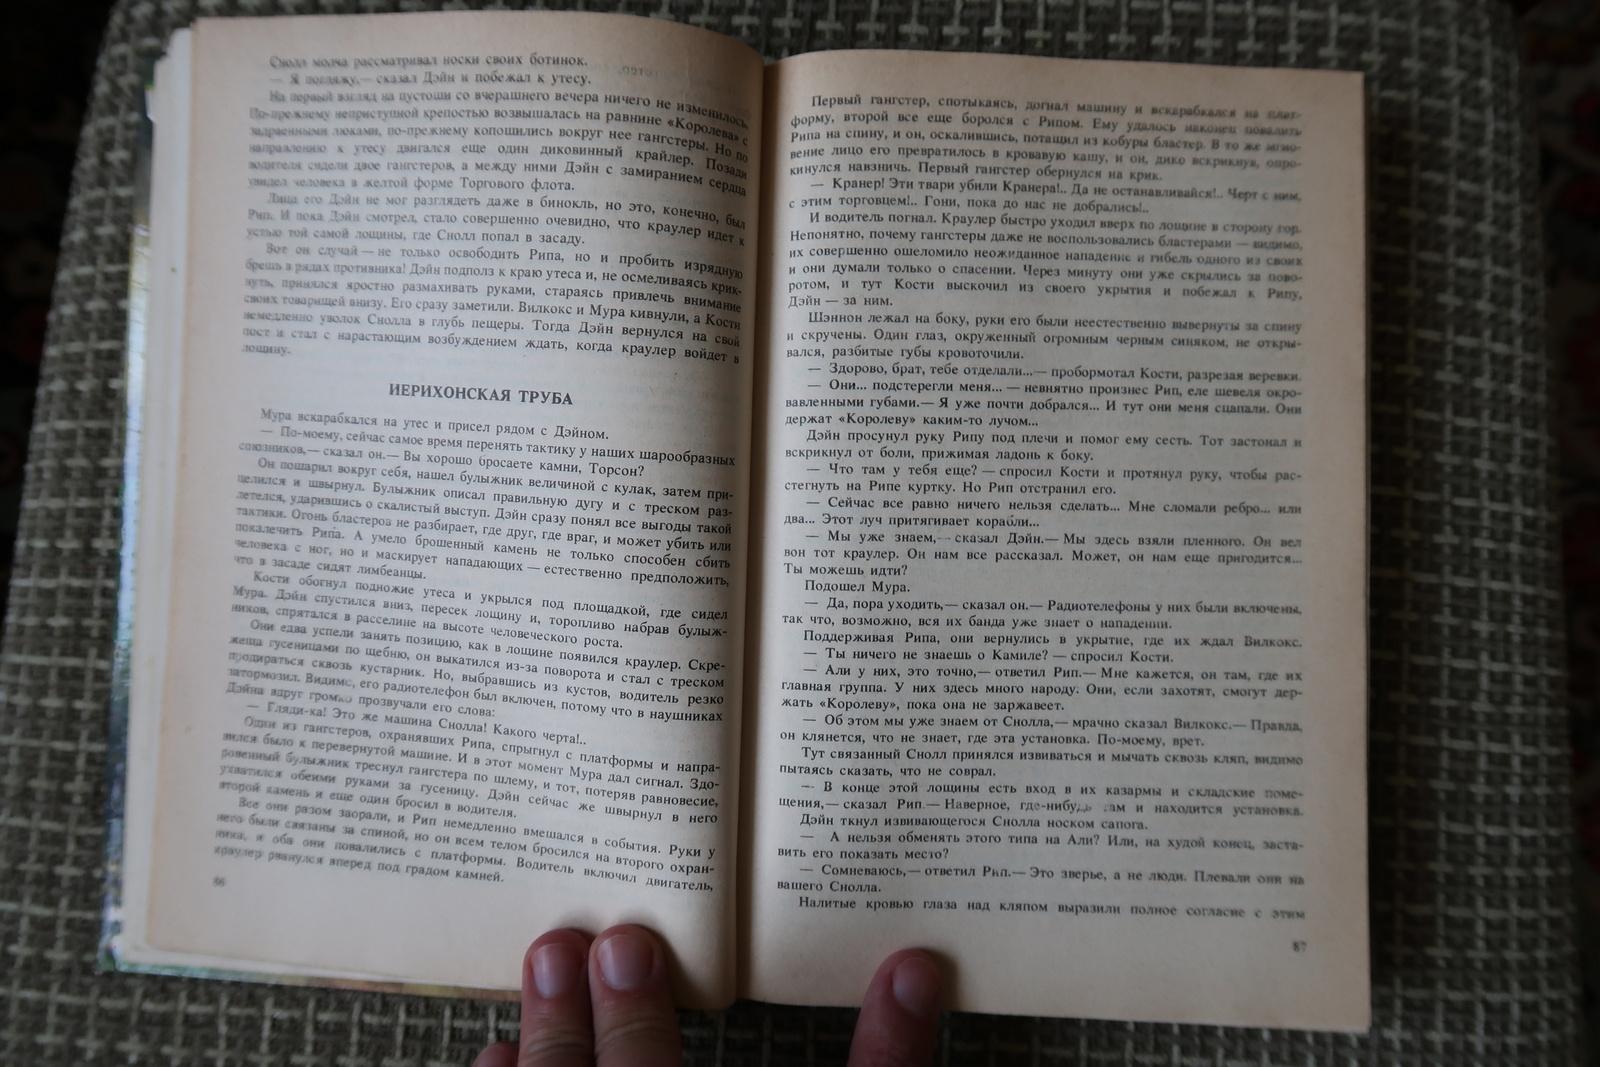 Снолл молча рассматривал носки своих ботинок.
— Я погляжу,— сказал Дэйн и побежал к утесу.
На первый взгляд на пустоши со вчерашнего вечера ничего не изменилось.
По-прежнему неприступной крепостью возвышалась на равнине «Королева» с
задраенными люками, по-прежнему копошились вокруг нее гангстеры. Но по
направлению к утесу двигался еще один диковинный крайлер. Позади
водителя сидели двое гангстеров, а между ними Дэйн с замиранием сердца
увидел человека в желтой форме Торгового флота.
Лица его Дэйн не мог разглядеть даже в бинокль, но это, конечно, был
Рип. И пока Дэйн смотрел, стало совершенно очевидно, что краулер идет к
устью той самой лощины, где Снолл попал в засаду.
Вот он случай — не только освободить Рипа, но и пробить изрядную
брешь в рядах противника! Дэйн подполз к краю утеса и, не осмеливаясь крик-
нуть, принялся яростно размахивать руками, стараясь привлечь внимание
своих товарищей внизу. Его сразу заметили. Вилкокс и Мура кивнули, а Кости
немедленно уволок Снолла в глубь пещеры. Тогда Дэйн вернулся на свой
пост и стал с нарастающим возбуждением ждать, когда краулер войдет в
лощину.
ИЕРИХОНСКАЯ ТРУБА
Мура вскарабкался на утес и присел рядом с Дэйном.
— По-моему, сейчас самое время перенять тактику у наших шарообразных
союзников,— сказал он.— Вы хорошо бросаете камни, Торсон?
Он пошарил вокруг себя, нашел булыжник величиной с кулак, затем при-
целился и швырнул. Булыжник описал правильную дугу и с треском раз-
летелся, ударившись о скалистый выступ. Дэйн сразу понял все выгоды такой
тактики. Огонь бластеров не разбирает, где друг, где враг, и может убить или
покалечить Рипа. А умело брошенный камень не только способен сбить
человека с ног, но и маскирует нападающих — естественно предположить,
что в засаде сидят лимбеанцы.
Кости обогнул подножие утеса и укрылся под площадкой, где сидел
Мура. Дэйн спустился вниз, пересек лощину и, торопливо набрав булыж-
ников, спрятался в расселине на высоте человеческого роста.
Они едва успели занять позицию, как в лощине появился краулер. Скре-
жеща гусеницами по щебню, он выкатился из-за поворота и стал с треском
продираться сквозь кустарник. Но, выбравшись из кустов, водитель резко
затормозил. Видимо, его радиотелефон был включен, потому что в наушниках
Дэйна вдруг громко прозвучали его слова:
— Гляди-ка! Это же машина Снолла! Какого черта!..
Один из гангстеров, охранявших Рипа, спрыгнул с платформы и напра-
вился было к перевернутой машине. И в этот момент Мура дал сигнал. Здо-
ровенный булыжник треснул гангстера по шлему, и тот, потеряв равновесие,
ухватился обеими руками за гусеницу. Дэйн сейчас же швырнул в него
второй камень и еще один бросил в водителя.
Все они разом заорали, и Рип немедленно вмешался в события. Руки у
него были связаны за спиной, но он всем телом бросился на второго охран-
ника, и оба они повалились с платформы. Водитель включил двигатель,
краулер рванулся вперед под градом камней.
86
Первый гангстер, спотыкаясь, догнал машину и вскарабкался на плат-
форму, второй все еще боролся с Рипом. Ему удалось наконец повалить
Рипа на спину, и он, оскалившись, потащил из кобуры бластер. В то же мгно-
вение лицо его превратилось в кровавую кашу, и он, дико вскрикнув, опро-
кинулся навзничь. Первый гангстер обернулся на крик.
— Кранер! Эти твари убили Кранера!.. Да не останавливайся!.. Черт с ним,
с этим торговцем!.. Гони, пока до нас не добрались!..
И водитель погнал. Краулер быстро уходил вверх по лощине в сторону гор.
Непонятно, почему гангстеры даже не воспользовались бластерами — видимо,
их совершенно ошеломило неожиданное нападение и гибель одного из своих
и они думали только о спасении. Через минуту они уже скрылись за пово-
ротом, и тут Кости выскочил из своего укрытия и побежал к Рипу,
Дэйн — за ним.
Шэннон лежал на боку, руки его были неестественно вывернуты за спину
и скручены. Один глаз, окруженный огромным черным синяком, не откры-
вался, разбитые губы кровоточили.
— Здорово, брат, тебе отделали...— пробормотал Кости, разрезая веревки.
— Они... подстерегли меня... — невнятно произнес Рип, еле шевеля окро-
вавленными губами.— Я уже почти добрался... И тут они меня сцапали. Они
держат «Королеву» каким-то лучом...
Дэйн просунул руку Рипу под плечи и помог ему сесть. Тот застонал и
вскрикнул от боли, прижимая ладонь к боку.
— Что там у тебя еще? — спросил Кости и протянул руку, чтобы рас-
стегнуть на Рипе куртку. Но Рип отстранил его.
— Сейчас все равно ничего нельзя сделать... Мне сломали ребро... или
два... Этот луч притягивает корабли...
— Мы уже знаем,— сказал Дэйн.— Мы здесь взяли пленного. Он вел
вон тот краулер. Он нам все рассказал. Может, он нам еще пригодится...
Ты можешь идти?
Подошел Мура.
— Да, пора уходить,— сказал он.— Радиотелефоны у них были включены,
так что, возможно, вся их банда уже знает о нападении.
Поддерживая Рипа, они вернулись в укрытие, где их ждал Вилкокс.
— Ты ничего не знаешь о Камиле? — спросил Кости.
— Али у них, это точно,— ответил Рип.— Мне кажется, он там, где их
главная группа. У них здесь много народу. Они, если захотят, смогут дер-
жать «Королеву», пока она не заржавеет.
— Об этом мы уже знаем от Снолла,— мрачно сказал Вилкокс.— Правда,
он клянется, что не знает, где эта установка. По-моему, врет.
Тут связанный Снолл принялся извиваться и мычать сквозь кляп, видимо
пытаясь сказать, что не соврал.
— В конце этой лощины есть вход в их казармы и складские поме-
щения,— сказал Рип.— Наверное, где-нибудь там и находится установка.
Дэйн ткнул извивающегося Снолла носком сапога.
— А нельзя обменять этого типа на Али? Или, на худой конец, заста-
вить его показать место?
— Сомневаюсь,— ответил Рип.— Это зверье, а не люди. Плевали они на
вашего Снолла.
Налитые кровью глаза над кляпом выразили полное согласие с этим
87